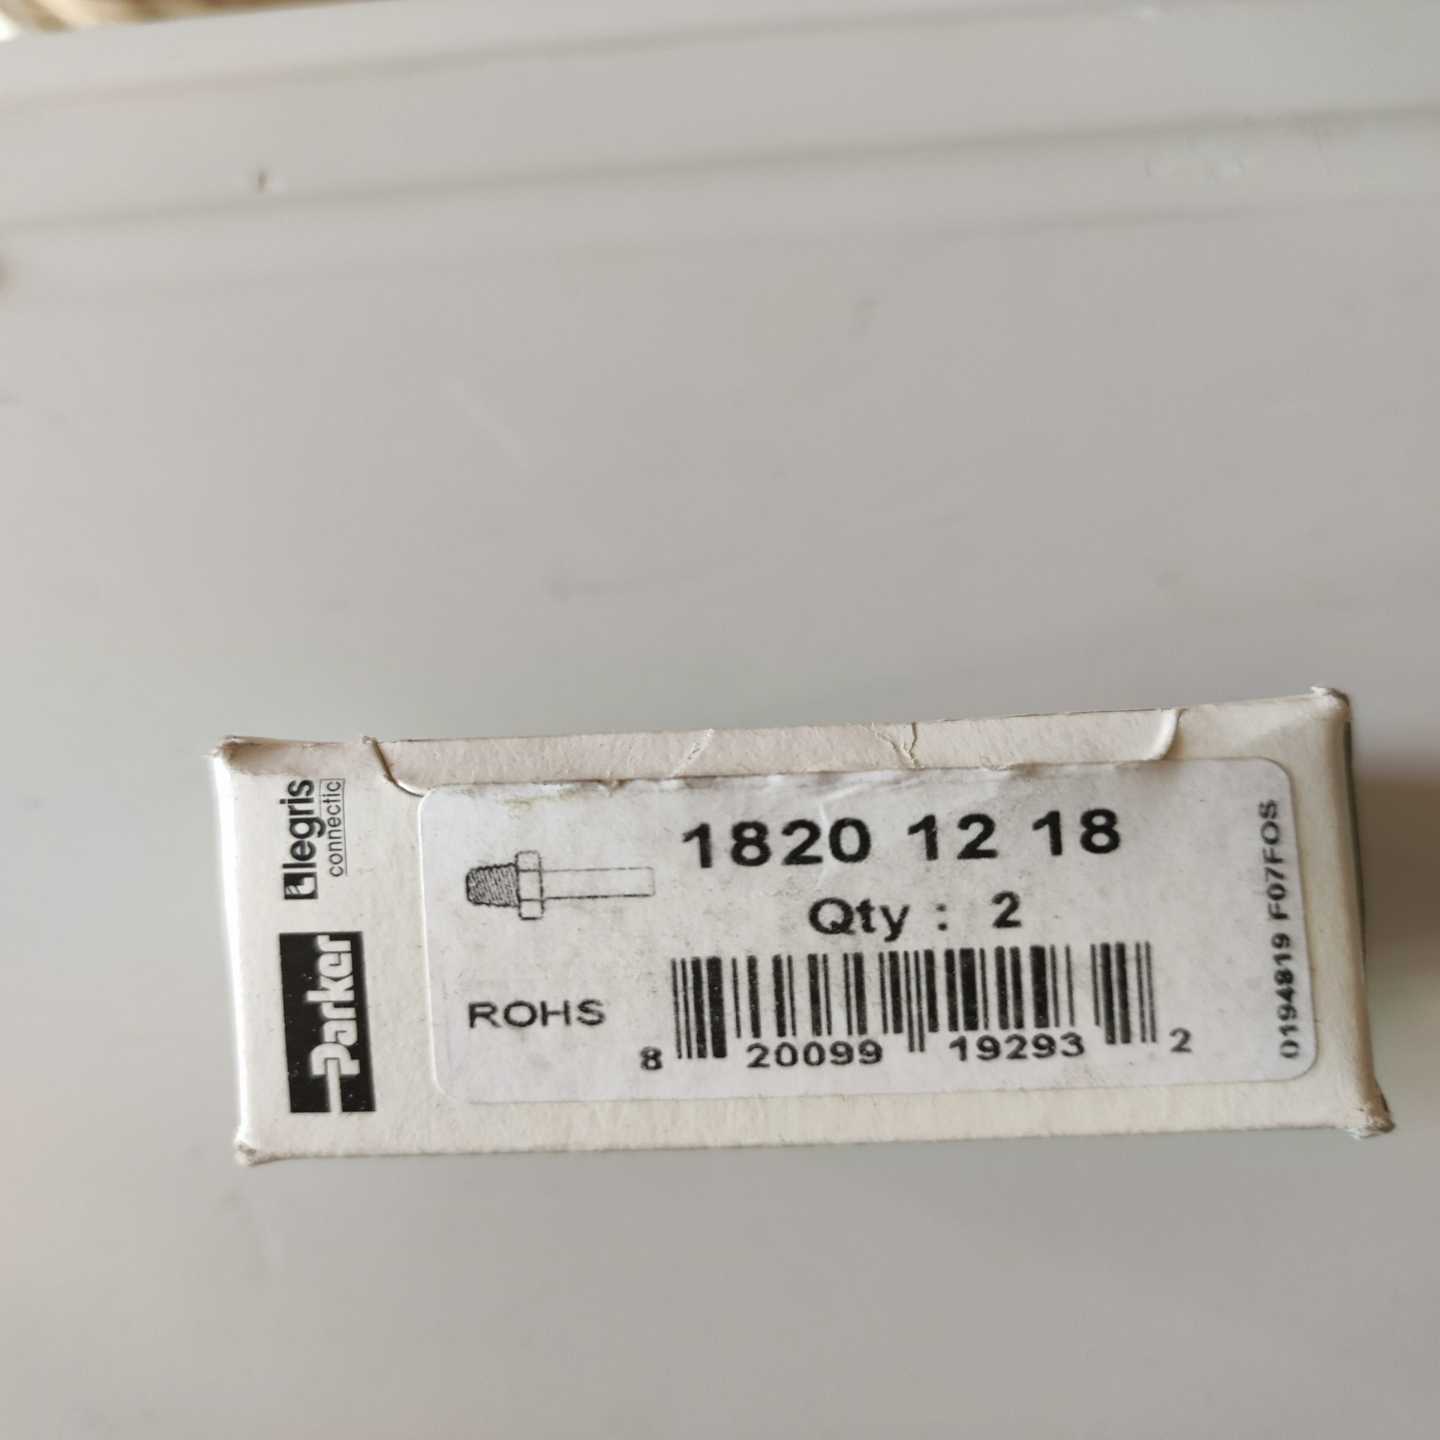 legris
connectic
Parker
1820 12 18
Qty : 2
ROHS
8 20099 19293 2
0194819 F07FOS